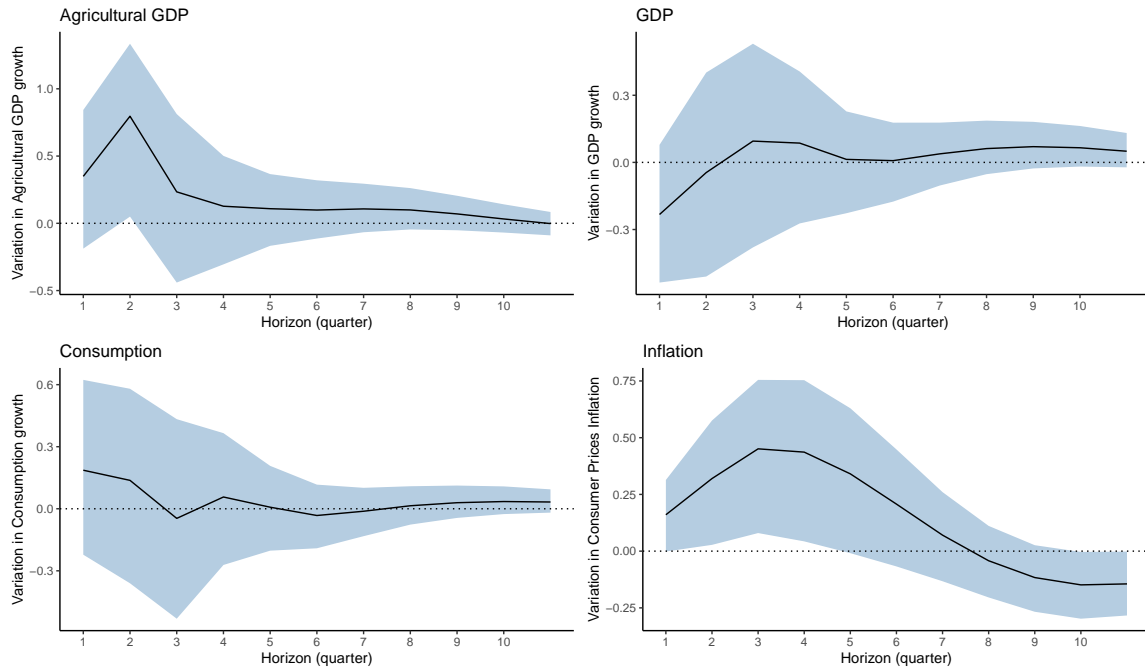 Agricultural GDP
Variation in Agricultural GDP growth
1.0
0.5
0.0
−0.5
1 2 3 4 5 6 7 8 9 10
Horizon (quarter)
GDP
Variation in GDP growth
0.3
0.0
−0.3
1 2 3 4 5 6 7 8 9 10
Horizon (quarter)
Consumption
Variation in Consumption growth
0.6
0.3
0.0
−0.3
1 2 3 4 5 6 7 8 9 10
Horizon (quarter)
Inflation
Variation in Consumer Prices Inflation
0.75
0.50
0.25
0.00
−0.25
1 2 3 4 5 6 7 8 9 10
Horizon (quarter)